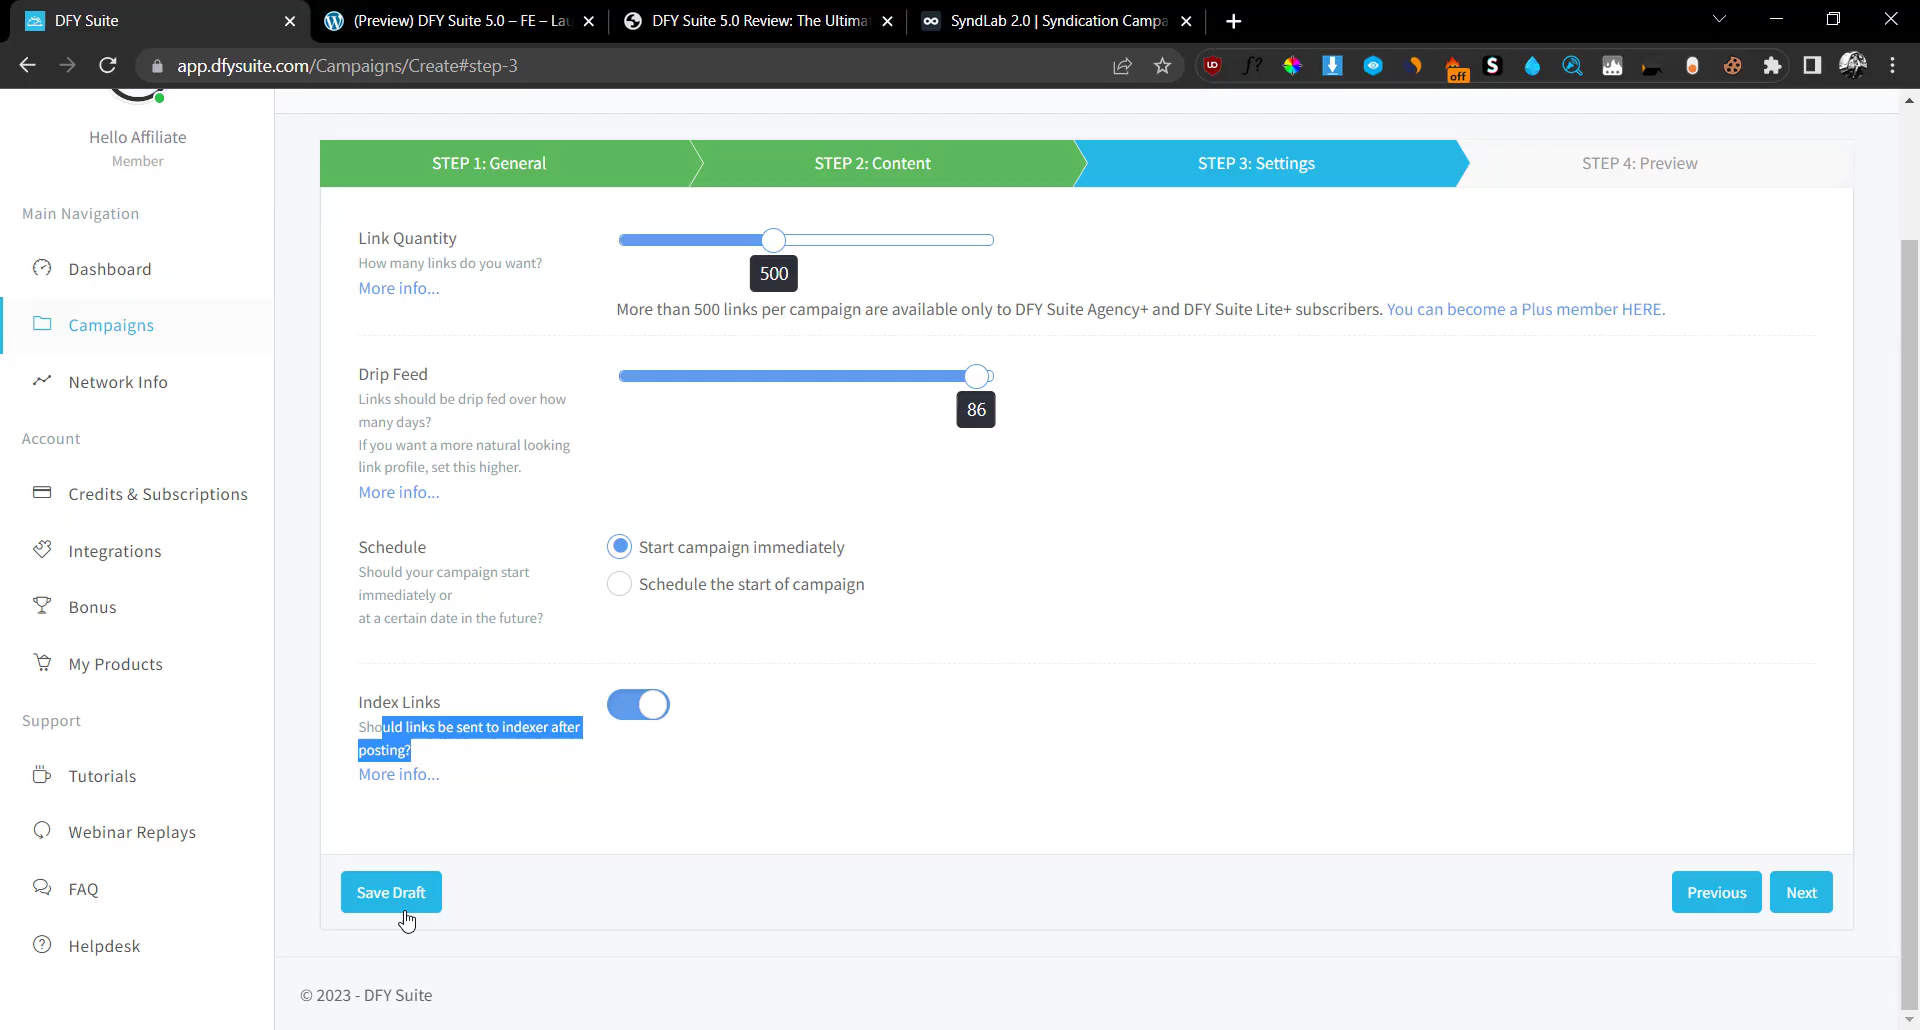 DFY Suite
(Preview) DFY Suite 5.0 – FE – La
DFY Suite 5.0 Review: The Ultima
SyndLab 2.0 | Syndication Campa
app.dfysuite.com/Campaigns/Create#step-3
off
Hello Affiliate
Member
Main Navigation
Dashboard
Campaigns
Network Info
Account
Credits & Subscriptions
Integrations
Bonus
My Products
Support
Tutorials
Webinar Replays
FAQ
Helpdesk
STEP 1: General
STEP 2: Content
STEP 3: Settings
STEP 4: Preview
Link Quantity
How many links do you want?
More info...
500
More than 500 links per campaign are available only to DFY Suite Agency+ and DFY Suite Lite+ subscribers. You can become a Plus member HERE.
Drip Feed
Links should be drip fed over how
many days?
If you want a more natural looking
link profile, set this higher.
More info...
86
Schedule
Should your campaign start
immediately or
at a certain date in the future?
Start campaign immediately
Schedule the start of campaign
Index Links
Should links be sent to indexer after
posting?
More info...
Save Draft
Previous
Next
© 2023 - DFY Suite